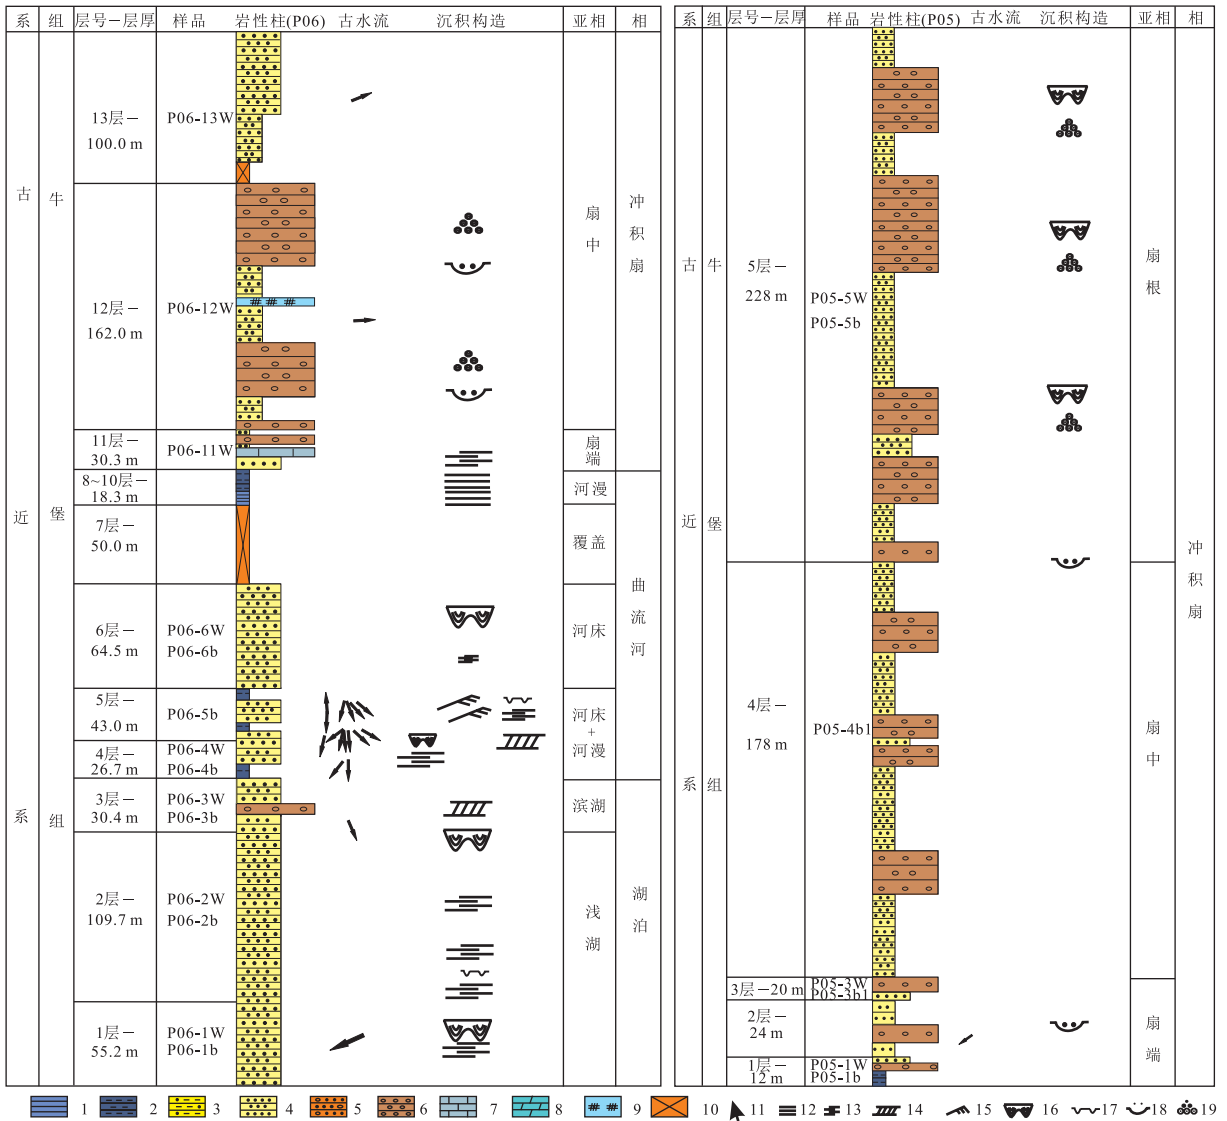 系 组 层号－层厚 样品 岩性柱(P06) 古水流 沉积构造 亚相 相
13层－
100.0 m
P06-13W
12层－
162.0 m
P06-12W
11层－
30.3 m
P06-11W
8~10层－
18.3 m
7层－
50.0 m
6层－
64.5 m
P06-6W
P06-6b
5层－
43.0 m
P06-5b
4层－
26.7 m
P06-4W
P06-4b
3层－
30.4 m
P06-3W
P06-3b
2层－
109.7 m
P06-2W
P06-2b
1层－
55.2 m
P06-1W
P06-1b
古近系
牛堡组
扇中
扇端
河漫
覆盖
河床
河床
+
河漫
滨湖
浅湖
冲积扇
曲流河
湖泊
系 组 层号－层厚 样品 岩性柱(P05) 古水流 沉积构造 亚相 相
5层－
228 m
P05-5W
P05-5b
4层－
178 m
P05-4b1
3层－20 m
P05-3W
P05-3b1
2层－
24 m
1层－
12 m
P05-1W
P05-1b
古近系
牛堡组
扇根
扇中
扇端
冲积扇
1 2 3 4 5 6 7 8 9 10 11 12 13 14 15 16 17 18 19